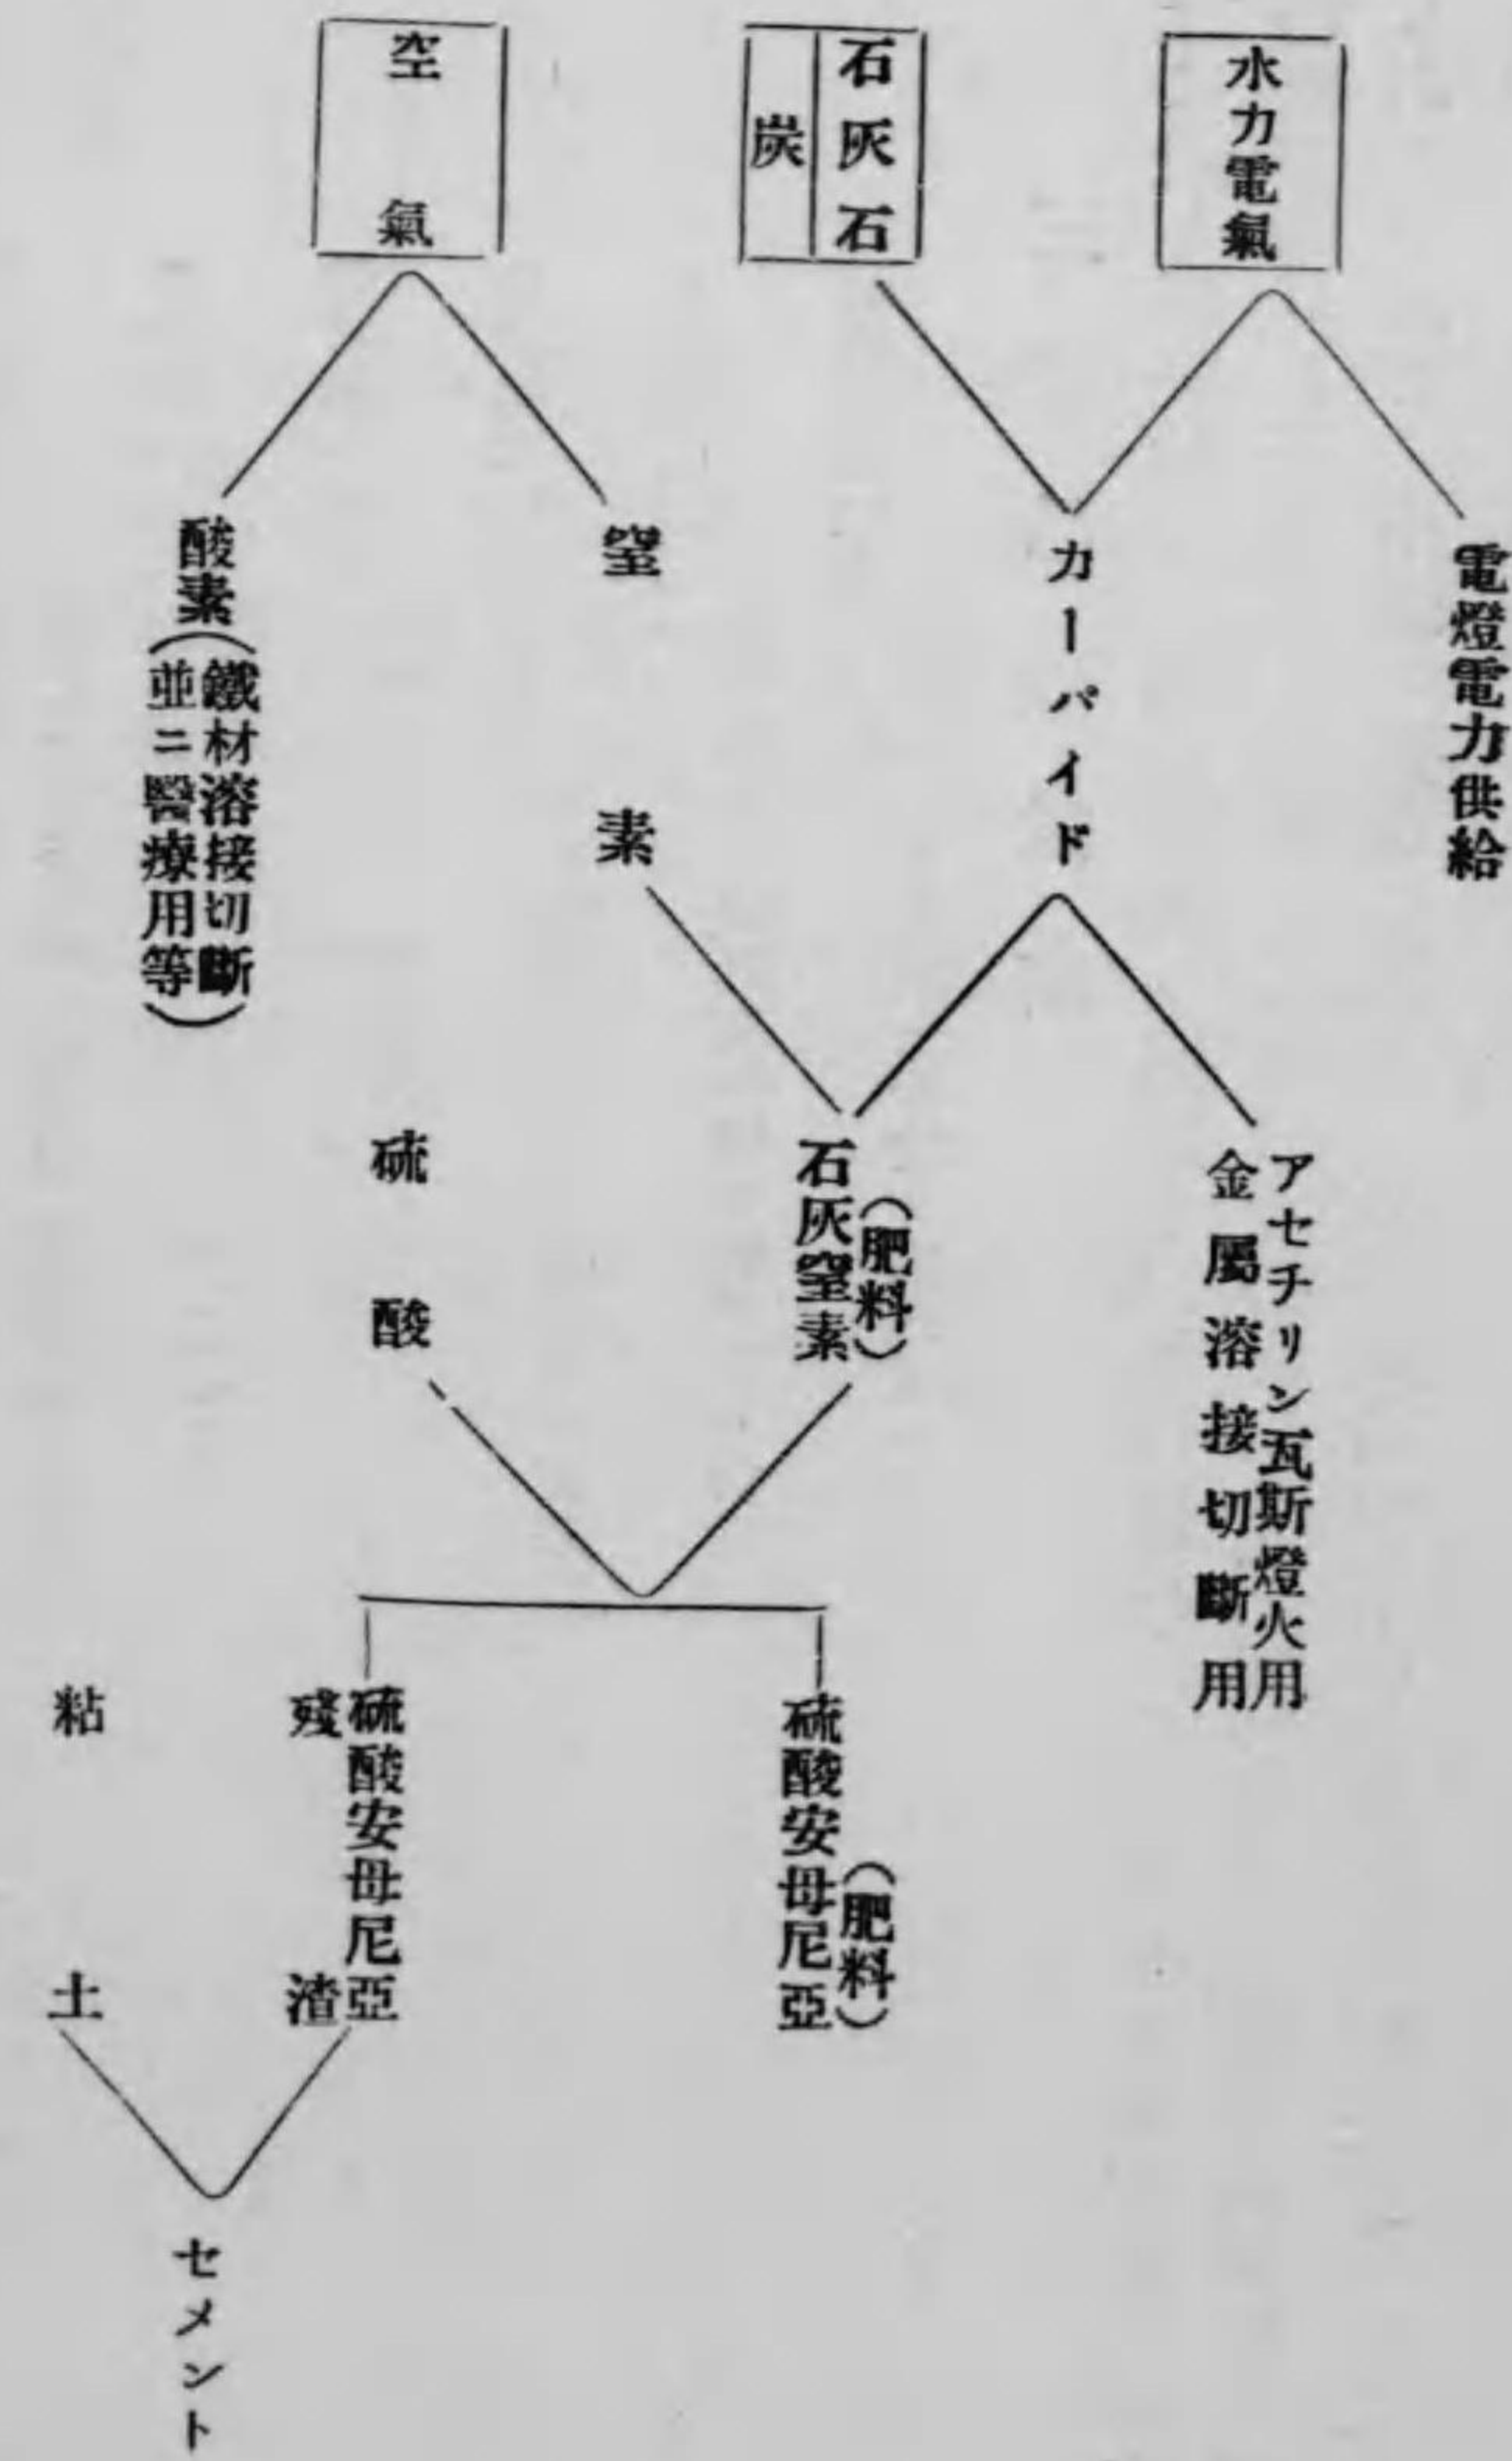 水力電氣
電燈電力供給
石灰石
炭
カーバイド
アセチリン瓦斯燈火用
金屬溶接切斷用
空氣
窒素
酸素(鐵材溶接切斷
並ニ醫療用等)
(肥料)
石灰窒素
硫酸
(肥料)
硫酸安母尼亞
硫酸安母尼亞
殘渣
粘土
セメント